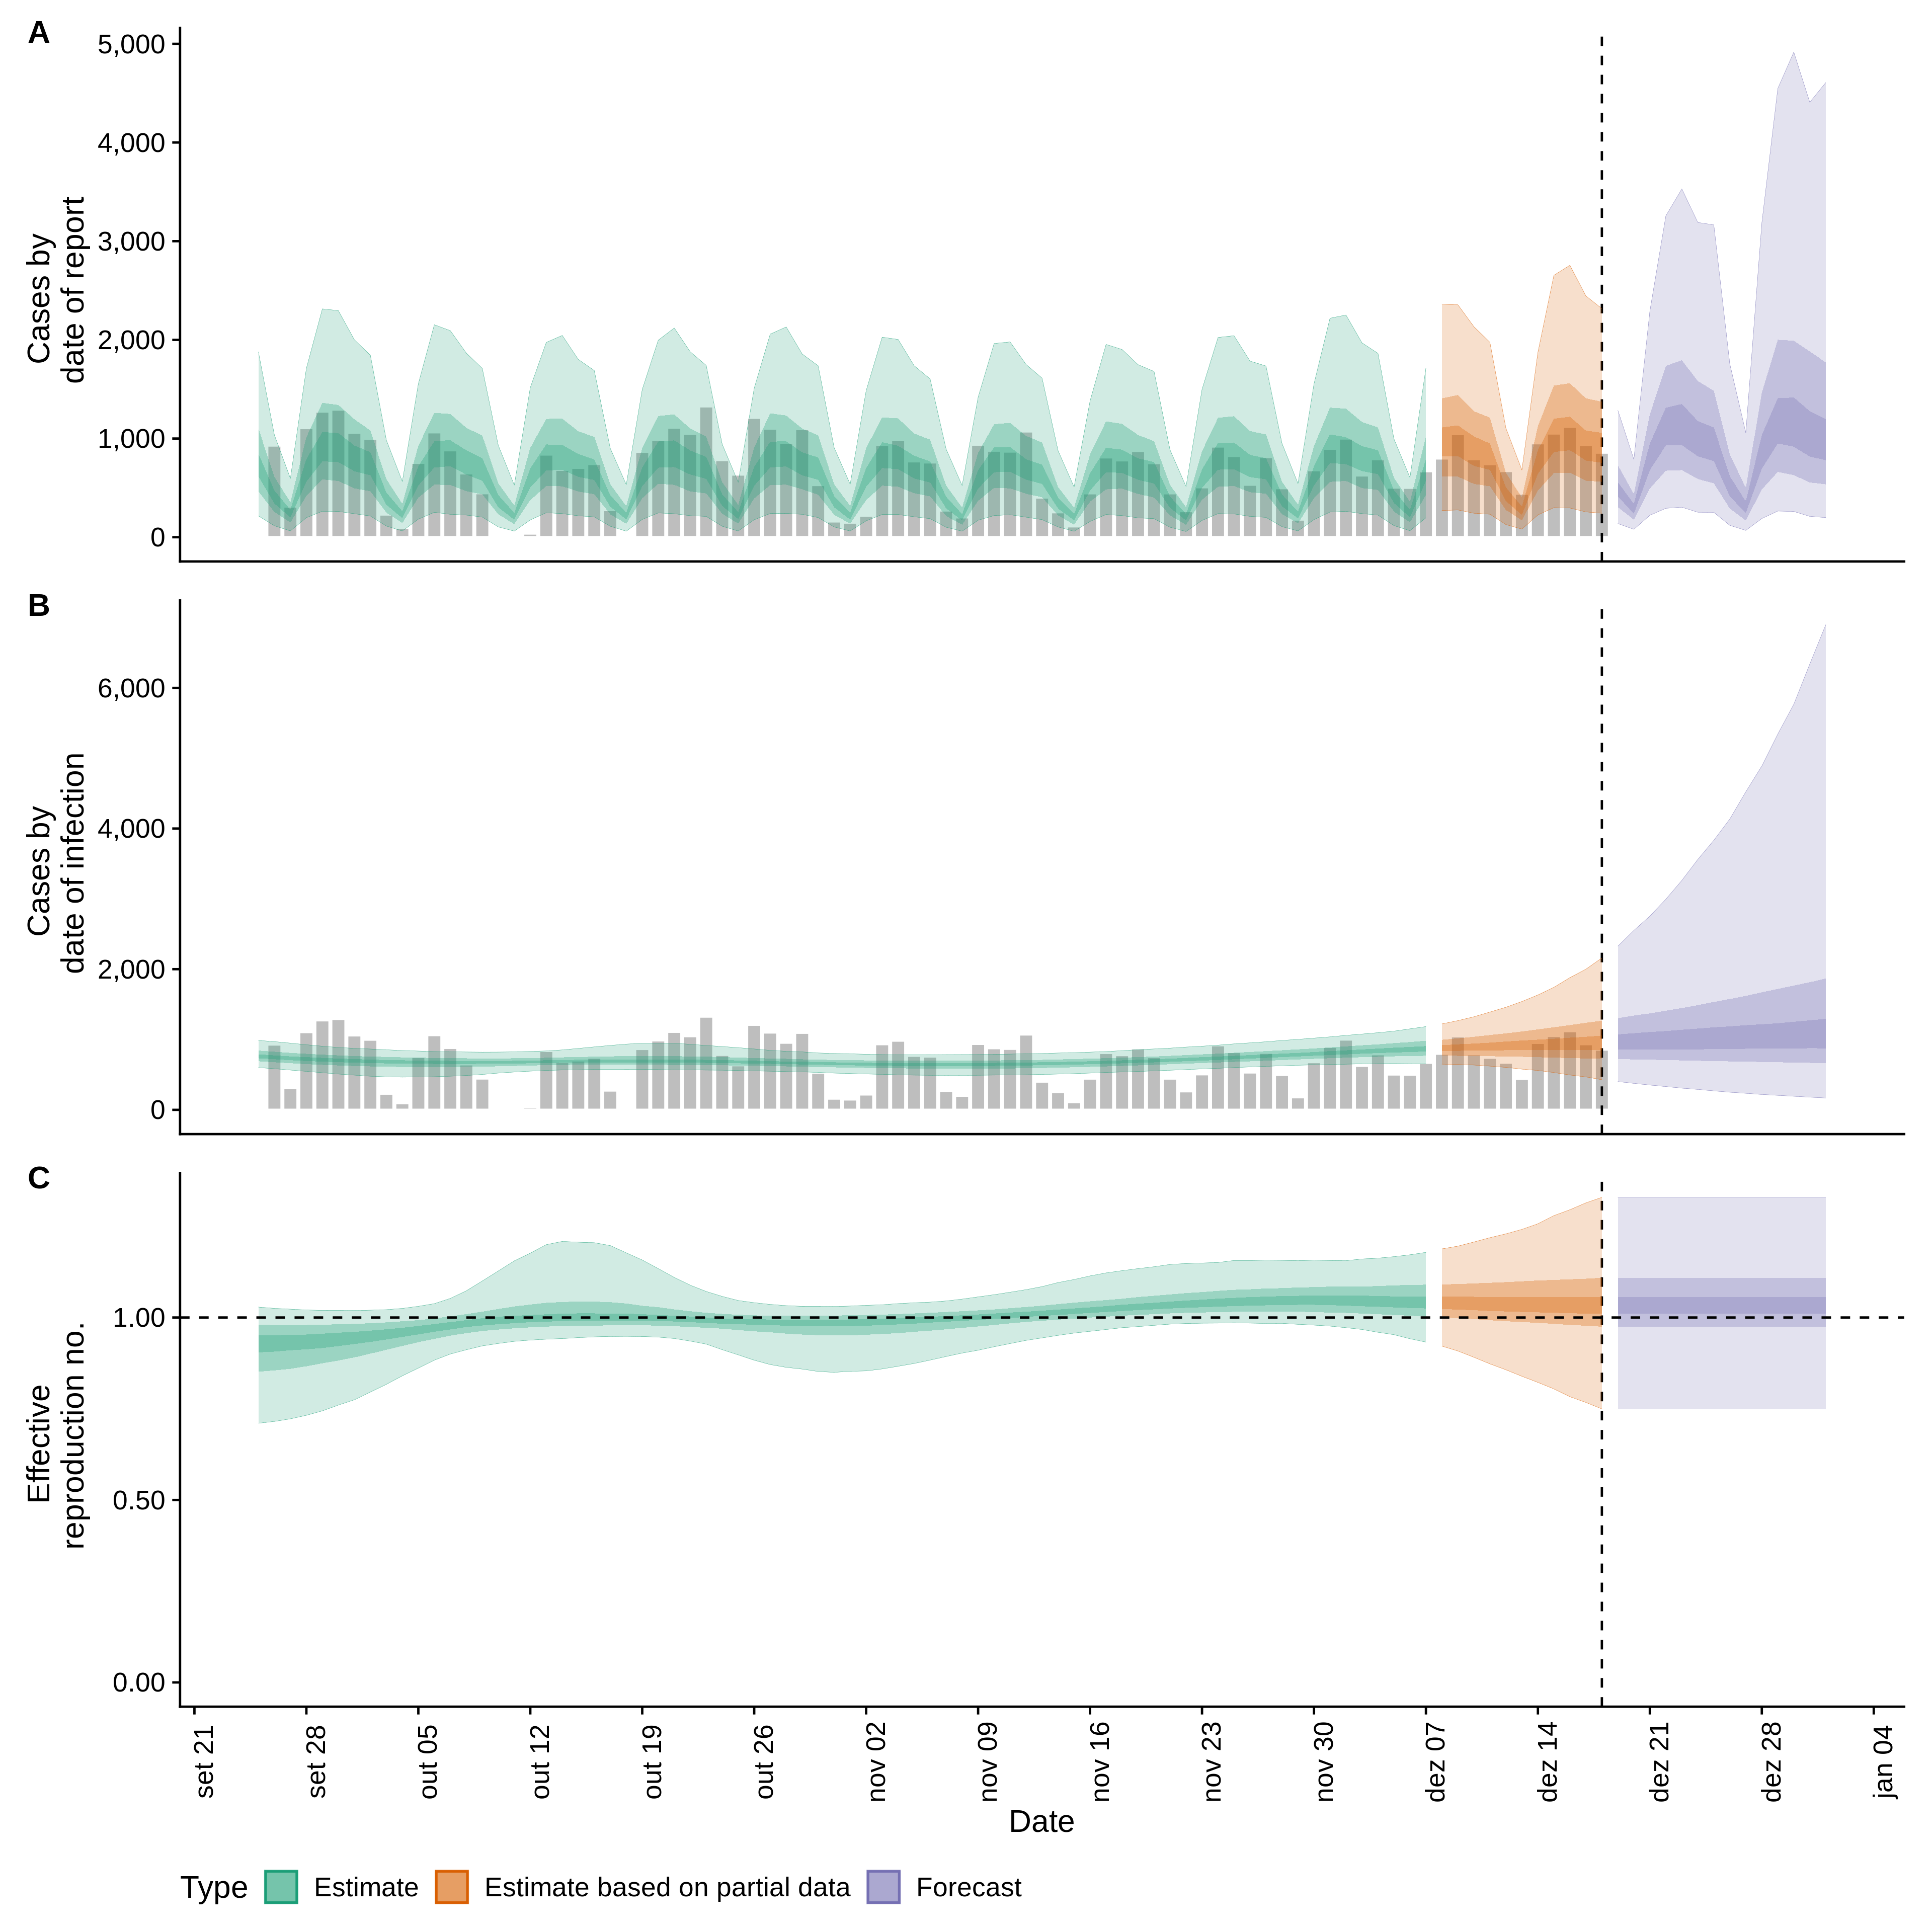 A
5,000
4,000
3,000
2,000
1,000
0
Cases by
date of report
B
6,000
4,000
2,000
0
Cases by
date of infection
C
1.00
0.50
0.00
Effective
reproduction no.
set 21
set 28
out 05
out 12
out 19
out 26
nov 02
nov 09
nov 16
nov 23
nov 30
dez 07
dez 14
dez 21
dez 28
jan 04
Date
Type Estimate Estimate based on partial data Forecast